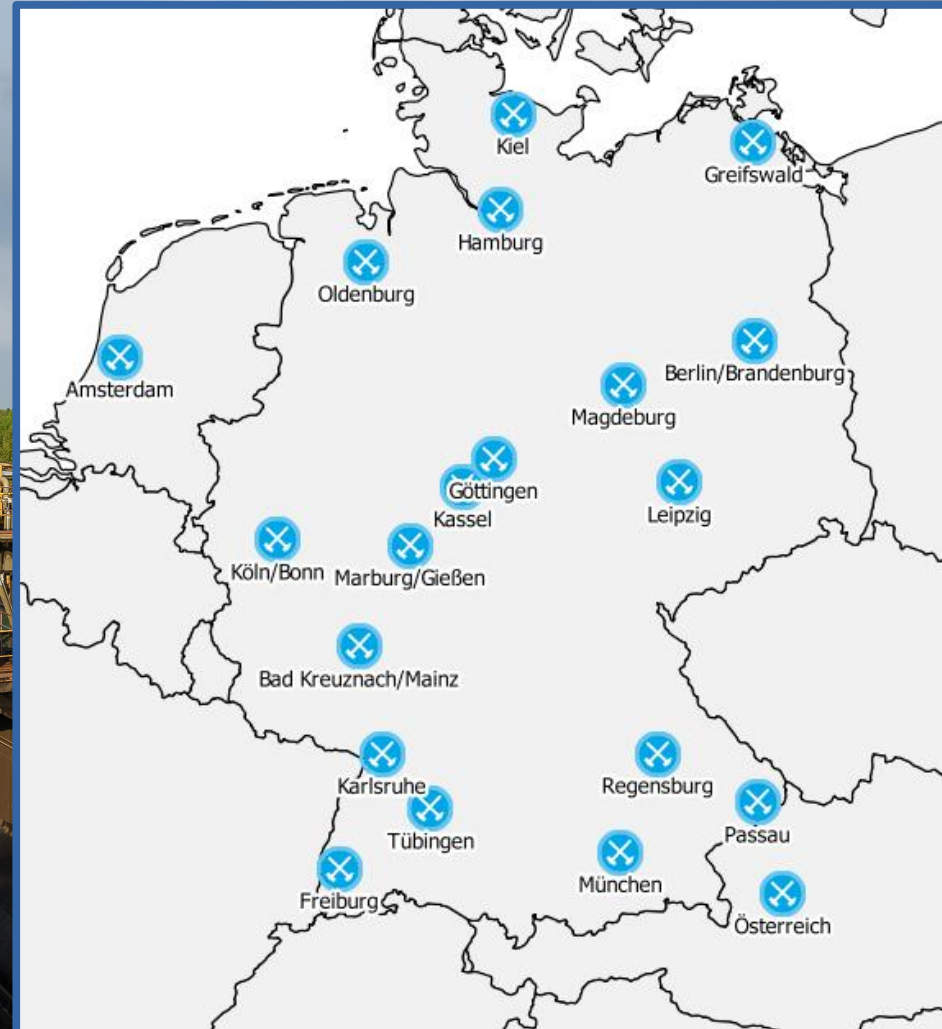 Kiel
Greifswald
Hamburg
Oldenburg
Amsterdam
Berlin/Brandenburg
Magdeburg
Göttingen
Kassel
Leipzig
Köln/Bonn
Marburg/Gießen
Bad Kreuznach/Mainz
Karlsruhe
Regensburg
Tübingen
Passau
München
Freiburg
Österreich